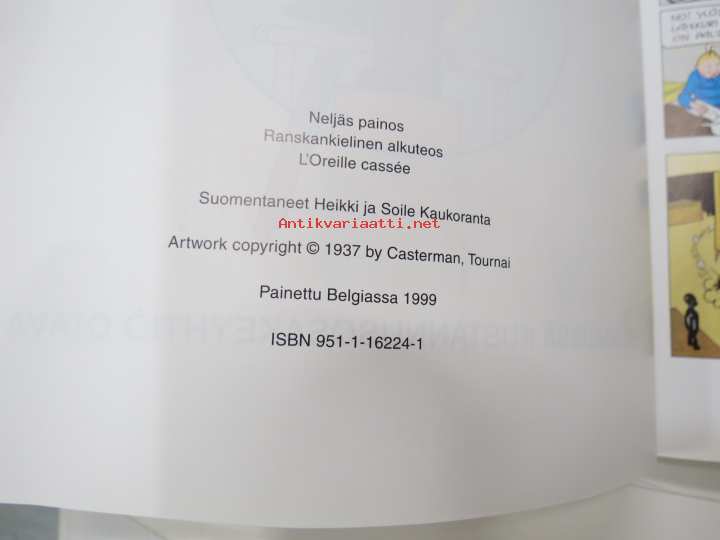 Neljäs painos
Ranskankielinen alkuteos
L'Oreille cassée
Suomentaneet Heikki ja Soile Kaukoranta
Antikvariaatti.net
Artwork copyright © 1937 by Casterman, Tournai
Painettu Belgiassa 1999
ISBN 951-1-16224-1